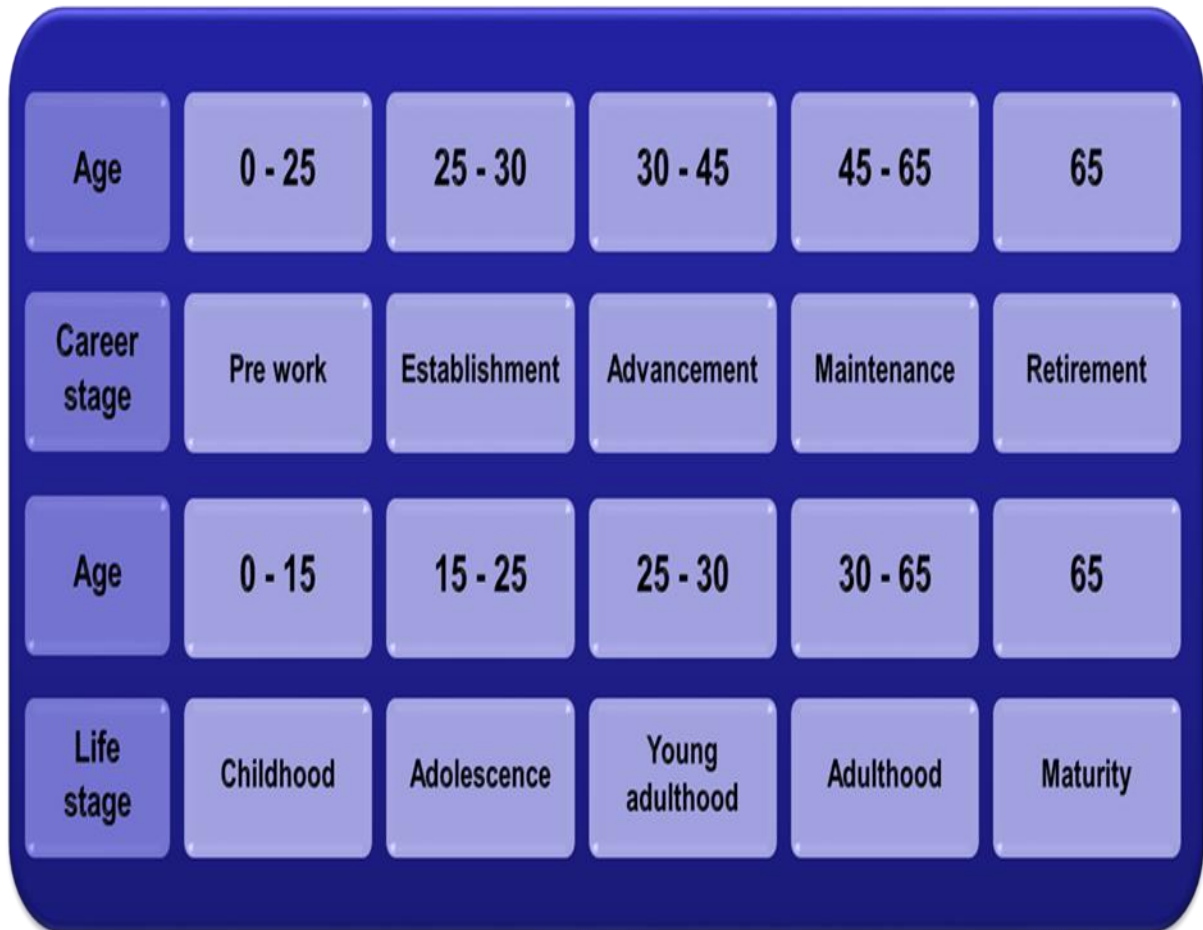 Age 0 - 25 25 - 30 30 - 45 45 - 65 65
Career stage Pre work Establishment Advancement Maintenance Retirement
Age 0 - 15 15 - 25 25 - 30 30 - 65 65
Life stage Childhood Adolescence Young adulthood Adulthood Maturity